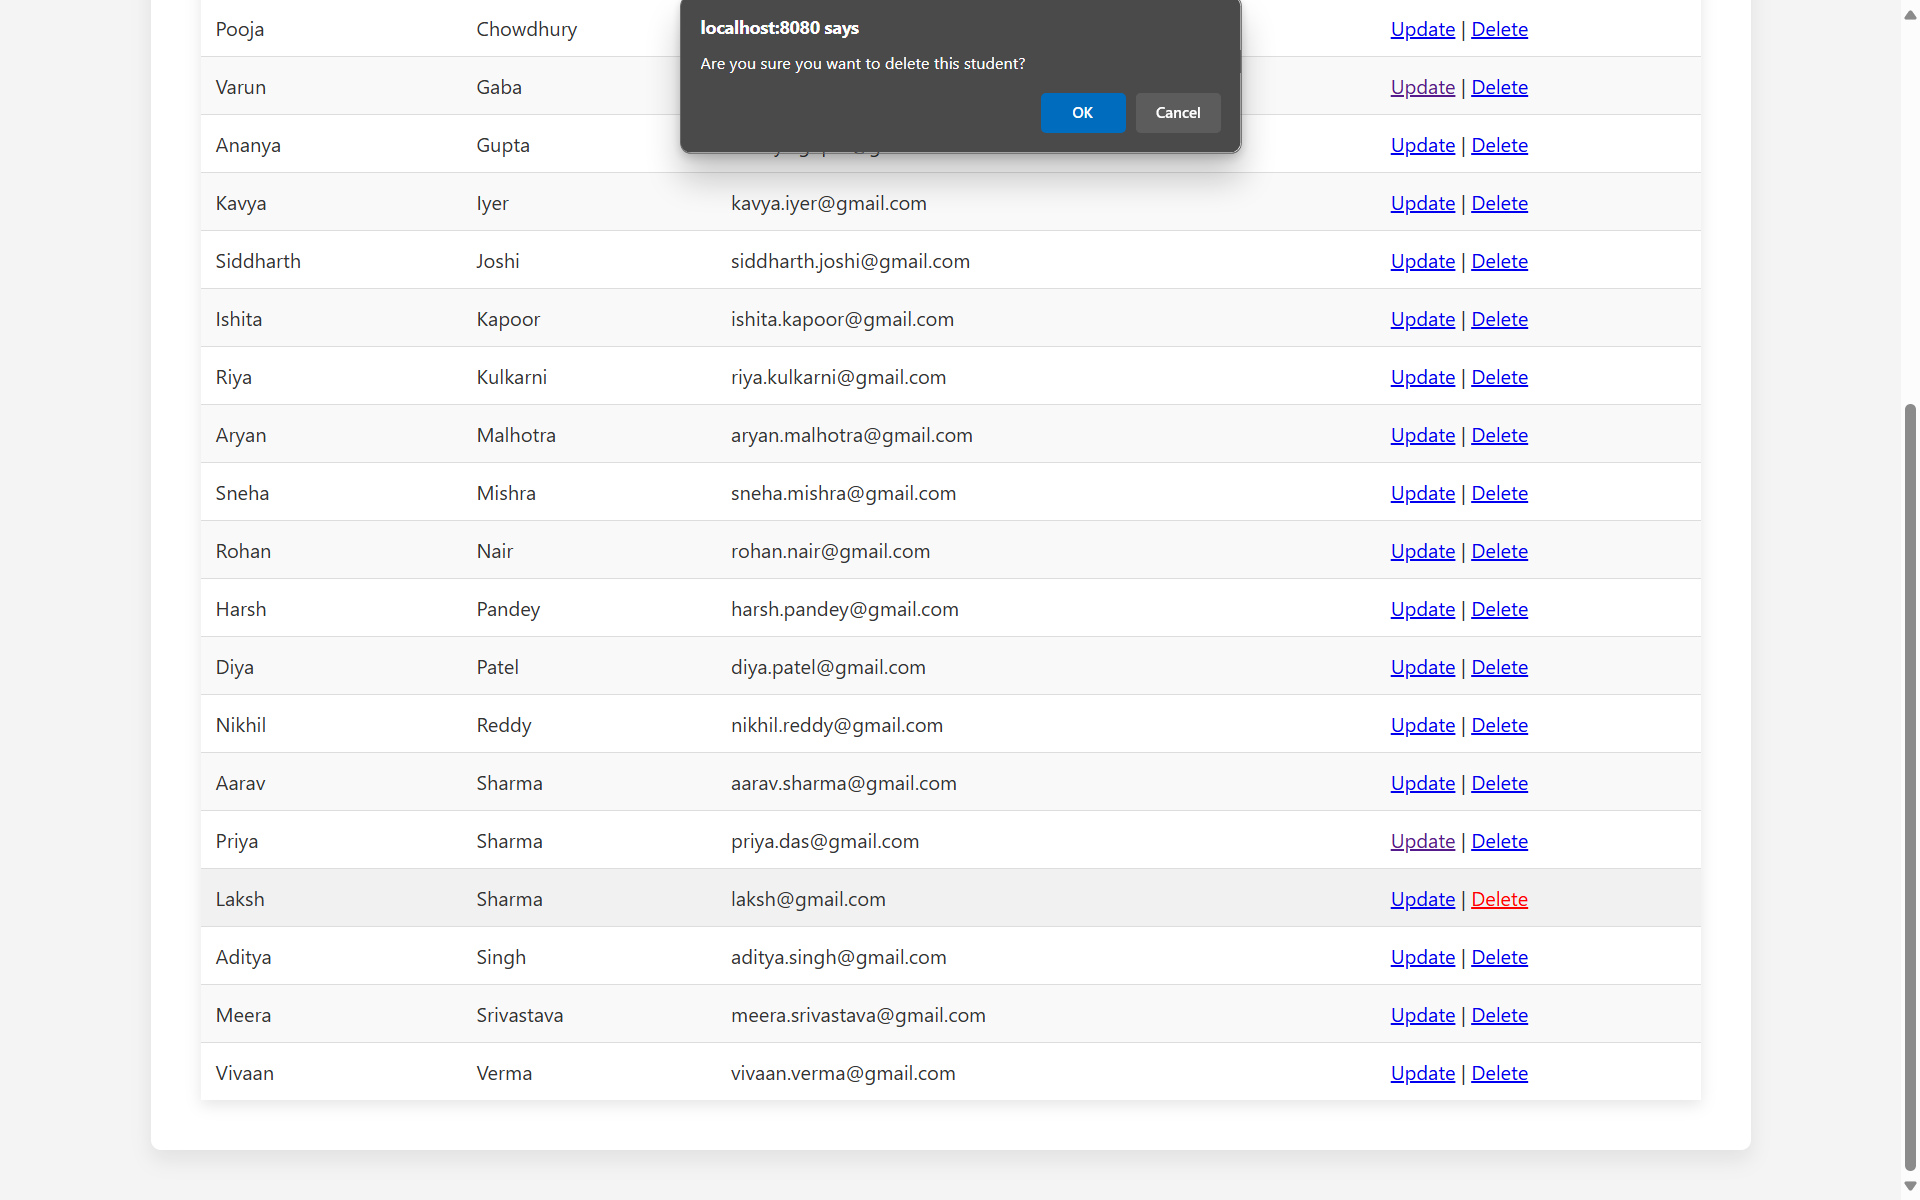 localhost:8080 says
Are you sure you want to delete this student?
OK Cancel
Pooja Chowdhury Update | Delete
Varun Gaba Update | Delete
Ananya Gupta Update | Delete
Kavya Iyer kavya.iyer@gmail.com Update | Delete
Siddharth Joshi siddharth.joshi@gmail.com Update | Delete
Ishita Kapoor ishita.kapoor@gmail.com Update | Delete
Riya Kulkarni riya.kulkarni@gmail.com Update | Delete
Aryan Malhotra aryan.malhotra@gmail.com Update | Delete
Sneha Mishra sneha.mishra@gmail.com Update | Delete
Rohan Nair rohan.nair@gmail.com Update | Delete
Harsh Pandey harsh.pandey@gmail.com Update | Delete
Diya Patel diya.patel@gmail.com Update | Delete
Nikhil Reddy nikhil.reddy@gmail.com Update | Delete
Aarav Sharma aarav.sharma@gmail.com Update | Delete
Priya Sharma priya.das@gmail.com Update | Delete
Laksh Sharma laksh@gmail.com Update | Delete
Aditya Singh aditya.singh@gmail.com Update | Delete
Meera Srivastava meera.srivastava@gmail.com Update | Delete
Vivaan Verma vivaan.verma@gmail.com Update | Delete